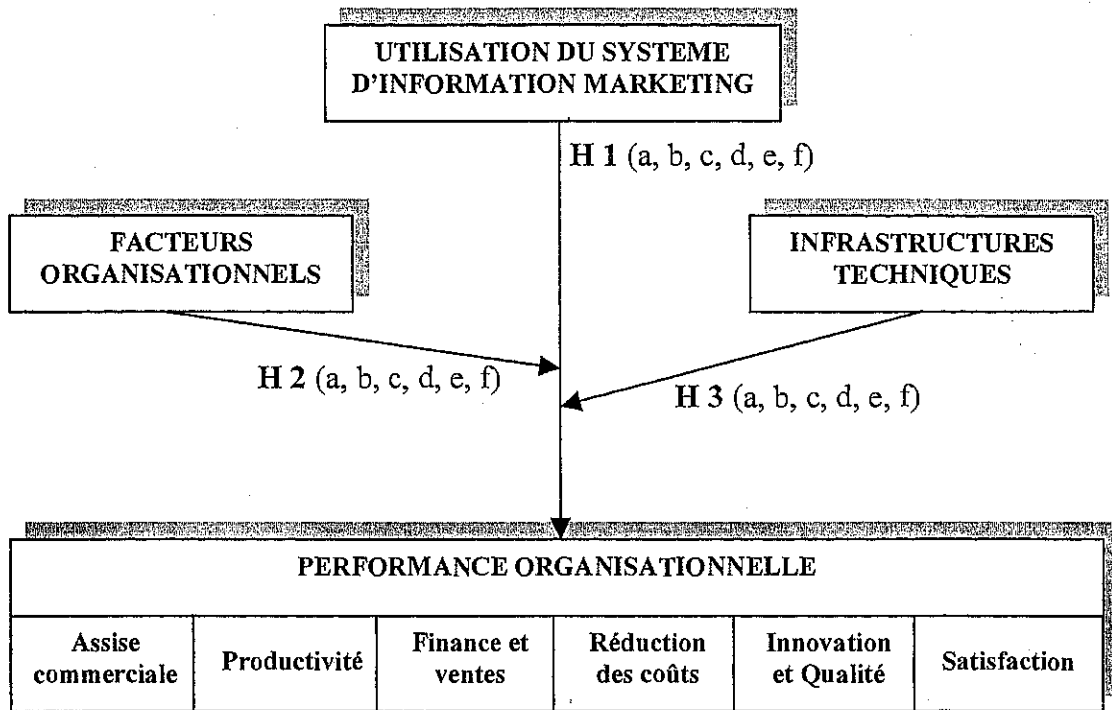 UTILISATION DU SYSTEME
D'INFORMATION MARKETING
H 1 (a, b, c, d, e, f)
FACTEURS
ORGANISATIONNELS
INFRASTRUCTURES
TECHNIQUES
H 2 (a, b, c, d, e, f)
H 3 (a, b, c, d, e, f)
PERFORMANCE ORGANISATIONNELLE
Assise
commerciale
Productivité
Finance et
ventes
Réduction
des coûts
Innovation
et Qualité
Satisfaction